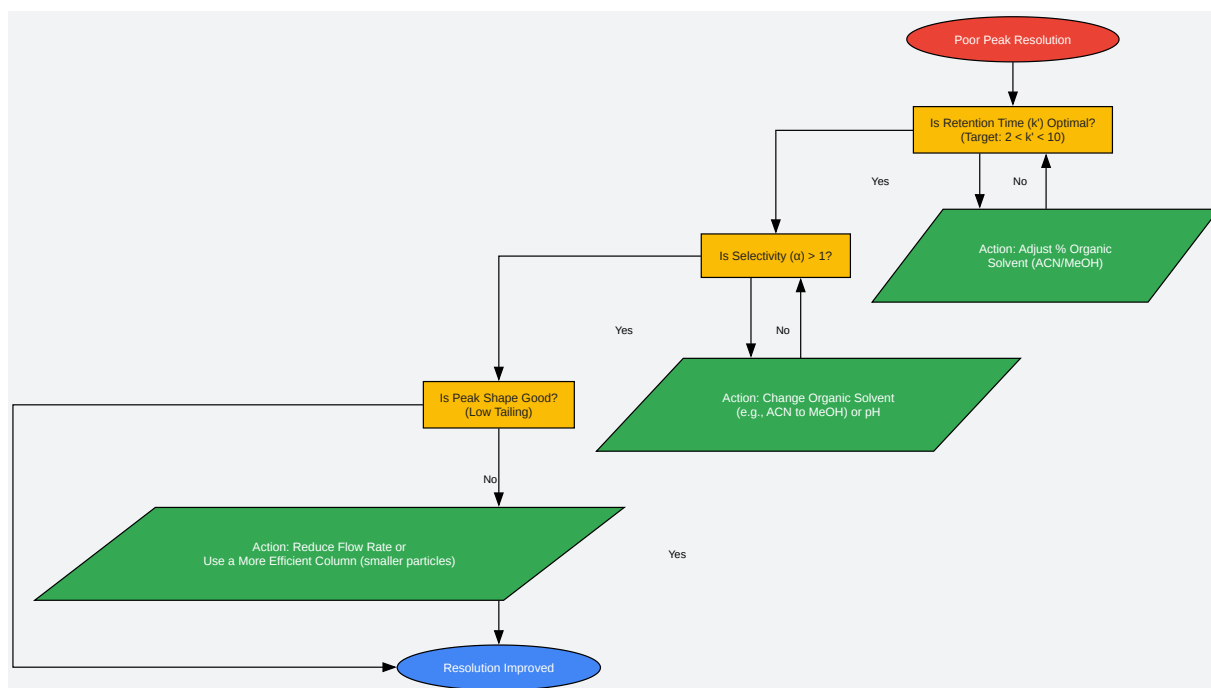 Poor Peak Resolution
Is Retention Time (k') Optimal?
(Target: 2 < k' < 10)
Yes
No
Action: Adjust % Organic
Solvent (ACN/MeOH)
Is Selectivity (α) > 1?
Yes
No
Action: Change Organic Solvent
(e.g., ACN to MeOH) or pH
Is Peak Shape Good?
(Low Tailing)
No
Action: Reduce Flow Rate or
Use a More Efficient Column (smaller particles)
Yes
Resolution Improved